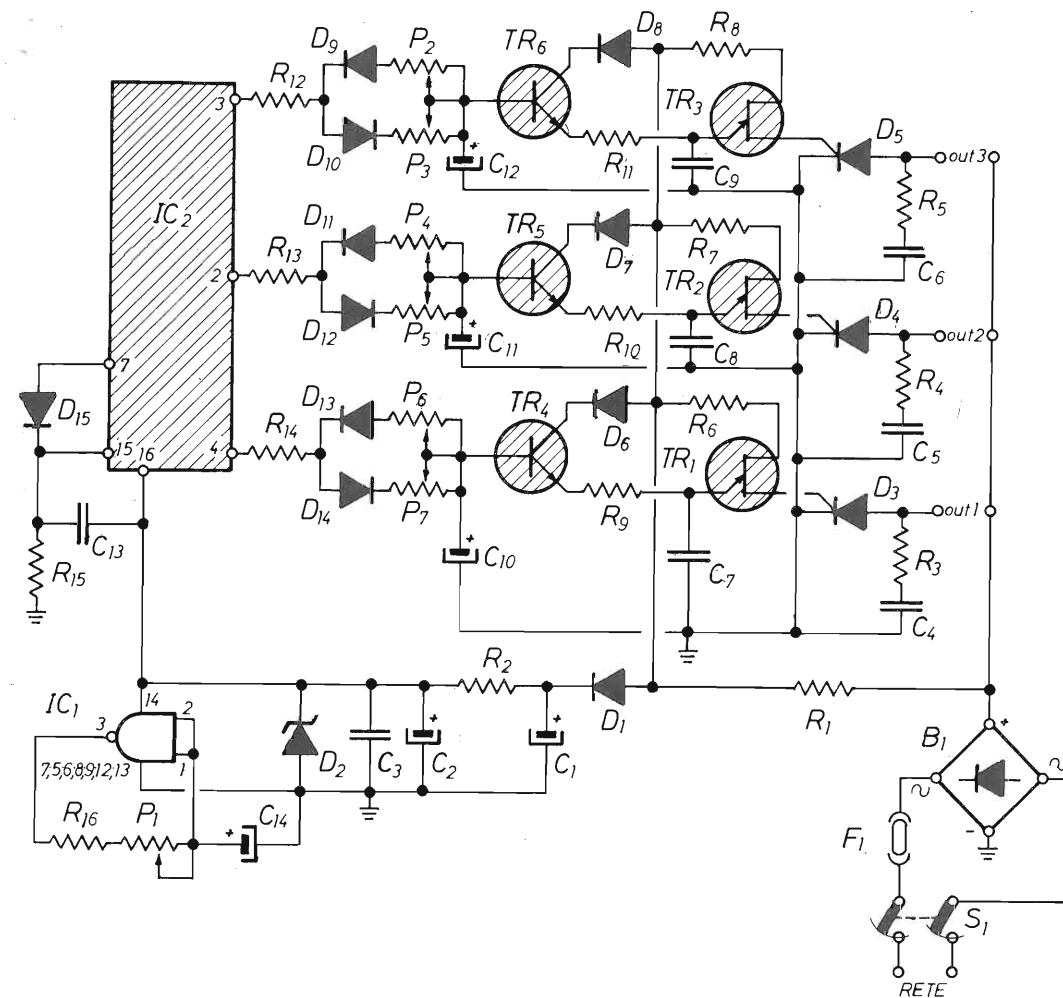 D8
R8
D9
P2
TR6
R12
TR3
3
D5
out3
D10
P3
C12
R11
C9
R5
IC2
D11
P4
TR5
D7
R7
C6
R13
TR2
2
D4
out2
D12
P5
C11
R10
C8
R4
7
D15
D13
P6
TR4
D6
R6
C5
R14
TR1
15
16
4
D3
out1
D14
P7
R9
C13
R15
C10
C7
R3
C4
R2
IC1
14
3
2
1
7,5,6,8,9,12,13
D2
C3
C2
C1
D1
R1
B1
R16
P1
C14
F1
S1
RETE